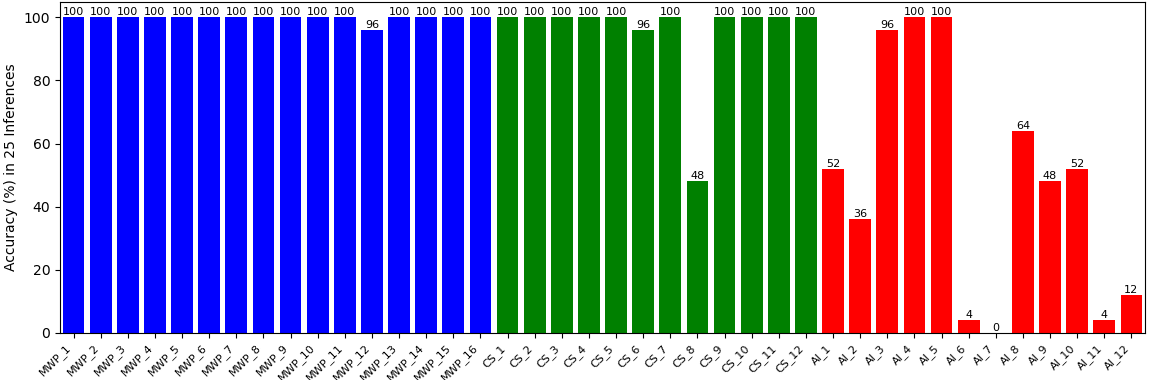 Accuracy (%) in 25 Inferences
100
80
60
40
20
0
100 100 100 100 100 100 100 100 100 100 100 96 100 100 100 100 100 100 100 100 100 96 100 48 100 100 100 100 52 36 96 100 100 4 0 64 48 52 4 12
MWP_1 MWP_2 MWP_3 MWP_4 MWP_5 MWP_6 MWP_7 MWP_8 MWP_9 MWP_10 MWP_11 MWP_12 MWP_13 MWP_14 MWP_15 MWP_16 CS_1 CS_2 CS_3 CS_4 CS_5 CS_6 CS_7 CS_8 CS_9 CS_10 CS_11 CS_12 AI_1 AI_2 AI_3 AI_4 AI_5 AI_6 AI_7 AI_8 AI_9 AI_10 AI_11 AI_12